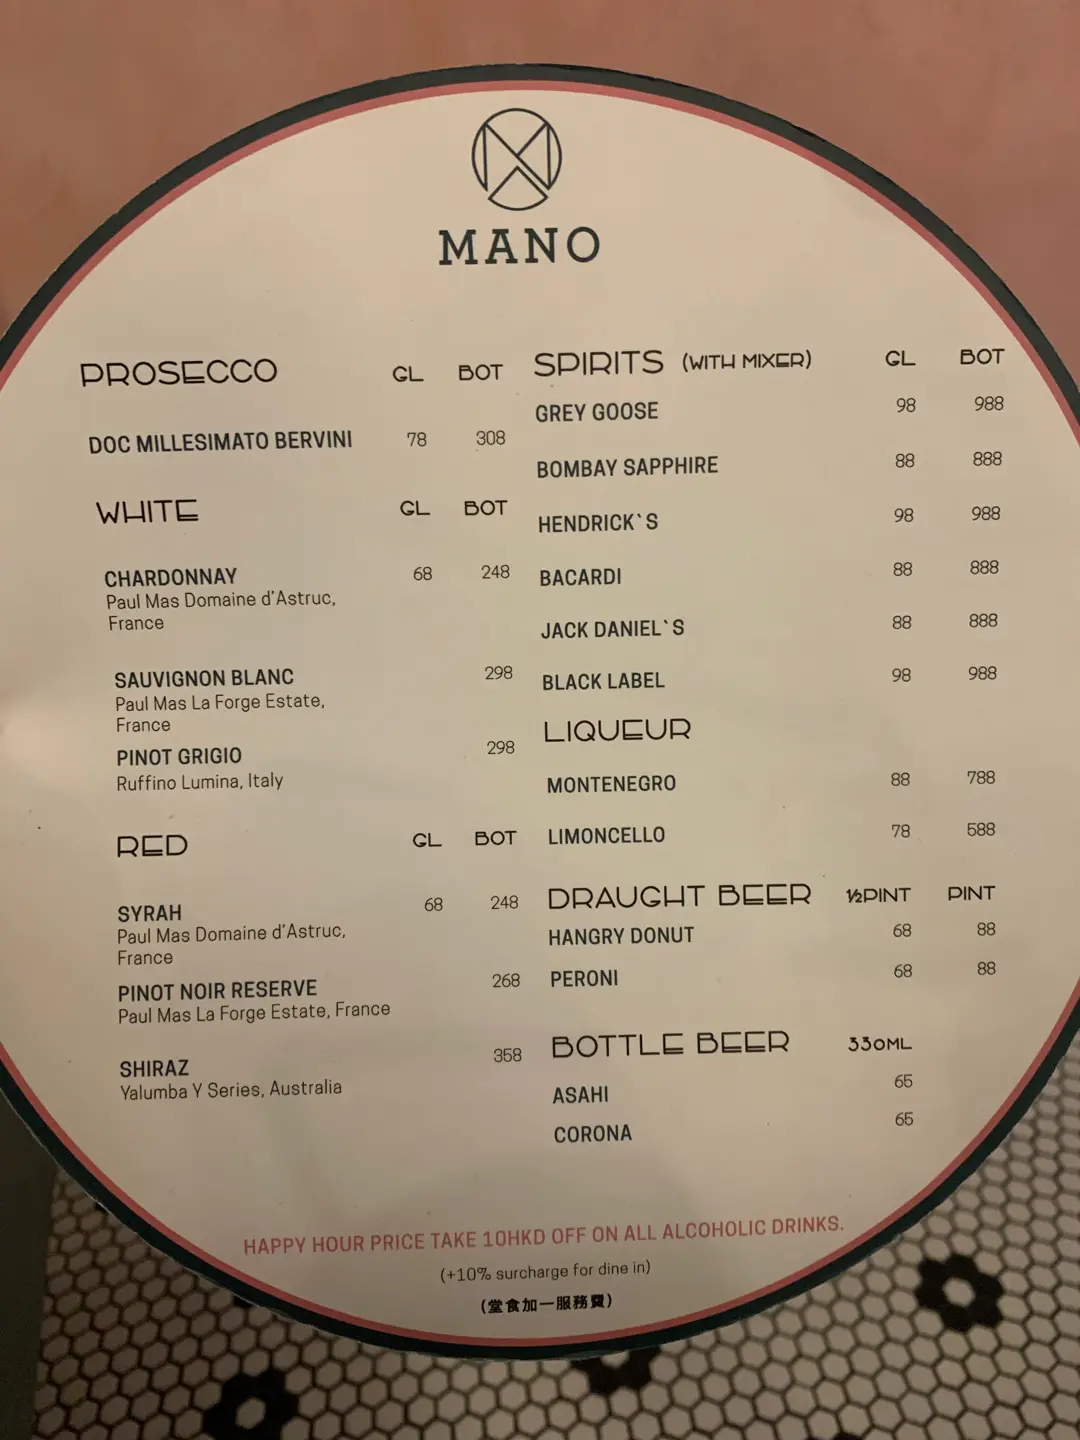 MANO
PROSECCO GL BOT
DOC MILLESIMATO BERVINI 78 308
WHITE GL BOT
CHARDONNAY 68 248
Paul Mas Domaine d'Astruc,
France
SAUVIGNON BLANC 298
Paul Mas La Forge Estate,
France
PINOT GRIGIO 298
Ruffino Lumina, Italy
RED GL BOT
SYRAH 68 248
Paul Mas Domaine d'Astruc,
France
PINOT NOIR RESERVE 268
Paul Mas La Forge Estate, France
SHIRAZ 358
Yalumba Y Series, Australia
SPIRITS (WITH MIXER) GL BOT
GREY GOOSE 98 988
BOMBAY SAPPHIRE 88 888
HENDRICK`S 98 988
BACARDI 88 888
JACK DANIEL`S 88 888
BLACK LABEL 98 988
LIQUEUR
MONTENEGRO 88 788
LIMONCELLO 78 588
DRAUGHT BEER ½PINT PINT
HANGRY DONUT 68 88
PERONI 68 88
BOTTLE BEER 330ML
ASAHI 65
CORONA 65
HAPPY HOUR PRICE TAKE 10HKD OFF ON ALL ALCOHOLIC DRINKS.
(+10% surcharge for dine in)
(堂食加一服務費)